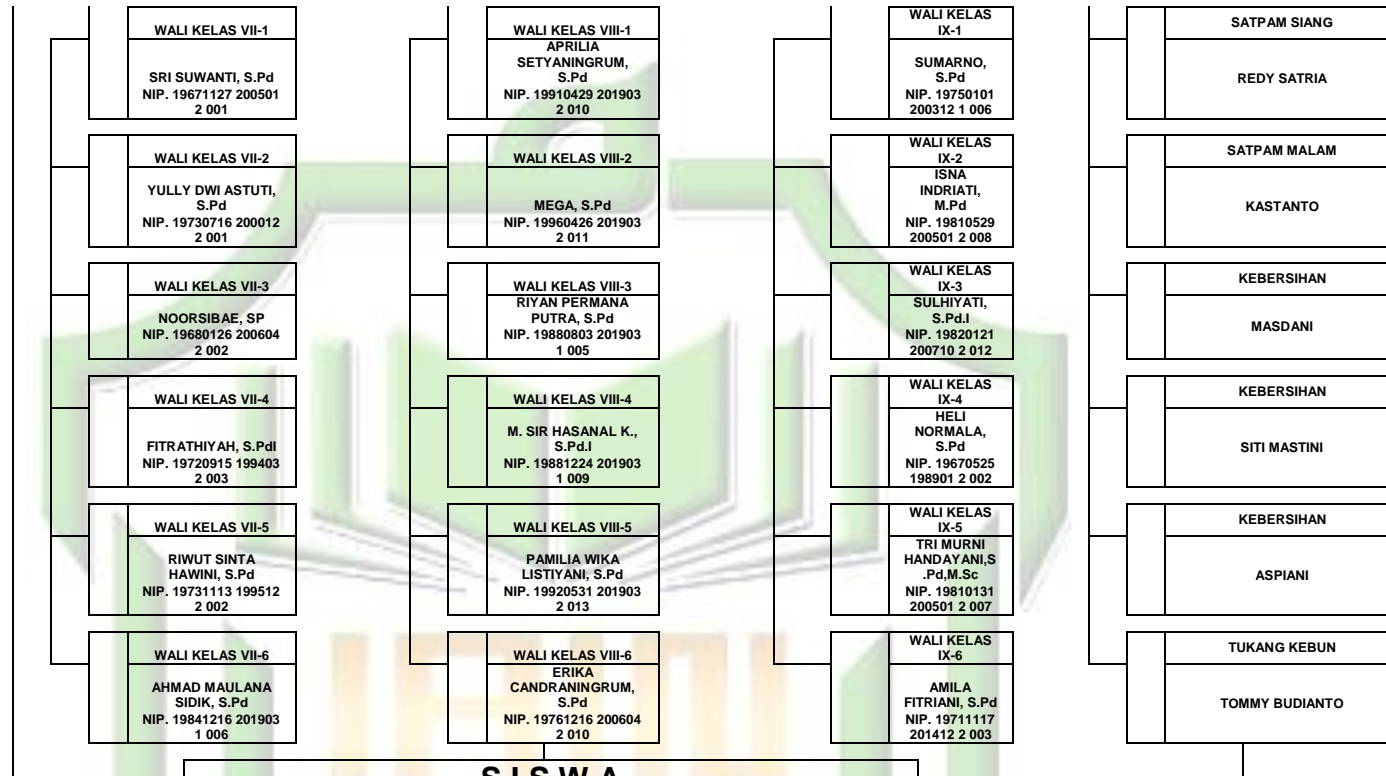 WALI KELAS VII-1
SRI SUWANTI, S.Pd
NIP. 19671127 200501
2 001
WALI KELAS VII-2
YULLY DWI ASTUTI,
S.Pd
NIP. 19730716 200012
2 001
WALI KELAS VII-3
NOORSIBAE, SP
NIP. 19680126 200604
2 002
WALI KELAS VII-4
FITRATHIYAH, S.PdI
NIP. 19720915 199403
2 003
WALI KELAS VII-5
RIWUT SINTA
HAWINI, S.Pd
NIP. 19731113 199512
2 002
WALI KELAS VII-6
AHMAD MAULANA
SIDIK, S.Pd
NIP. 19841216 201903
1 006
WALI KELAS VIII-1
APRILIA
SETYANINGRUM,
S.Pd
NIP. 19910429 201903
2 010
WALI KELAS VIII-2
MEGA, S.Pd
NIP. 19960426 201903
2 011
WALI KELAS VIII-3
RIYAN PERMANA
PUTRA, S.Pd
NIP. 19880803 201903
1 005
WALI KELAS VIII-4
M. SIR HASANAL K.,
S.Pd.I
NIP. 19881224 201903
1 009
WALI KELAS VIII-5
PAMILIA WIKA
LISTIYANI, S.Pd
NIP. 19920531 201903
2 013
WALI KELAS VIII-6
ERIKA
CANDRANINGRUM,
S.Pd
NIP. 19761216 200604
2 010
WALI KELAS
IX-1
SUMARNO,
S.Pd
NIP. 19750101
200312 1 006
WALI KELAS
IX-2
ISNA
INDRIATI,
M.Pd
NIP. 19810529
200501 2 008
WALI KELAS
IX-3
SULHIYATI,
S.Pd.I
NIP. 19820121
200710 2 012
WALI KELAS
IX-4
HELI
NORMALA,
S.Pd
NIP. 19670525
198901 2 002
WALI KELAS
IX-5
TRI MURNI
HANDAYANI,S
.Pd,M.Sc
NIP. 19810131
200501 2 007
WALI KELAS
IX-6
AMILA
FITRIANI, S.Pd
NIP. 19711117
201412 2 003
SATPAM SIANG
REDY SATRIA
SATPAM MALAM
KASTANTO
KEBERSIHAN
MASDANI
KEBERSIHAN
SITI MASTINI
KEBERSIHAN
ASPIANI
TUKANG KEBUN
TOMMY BUDIANTO
S I S W A